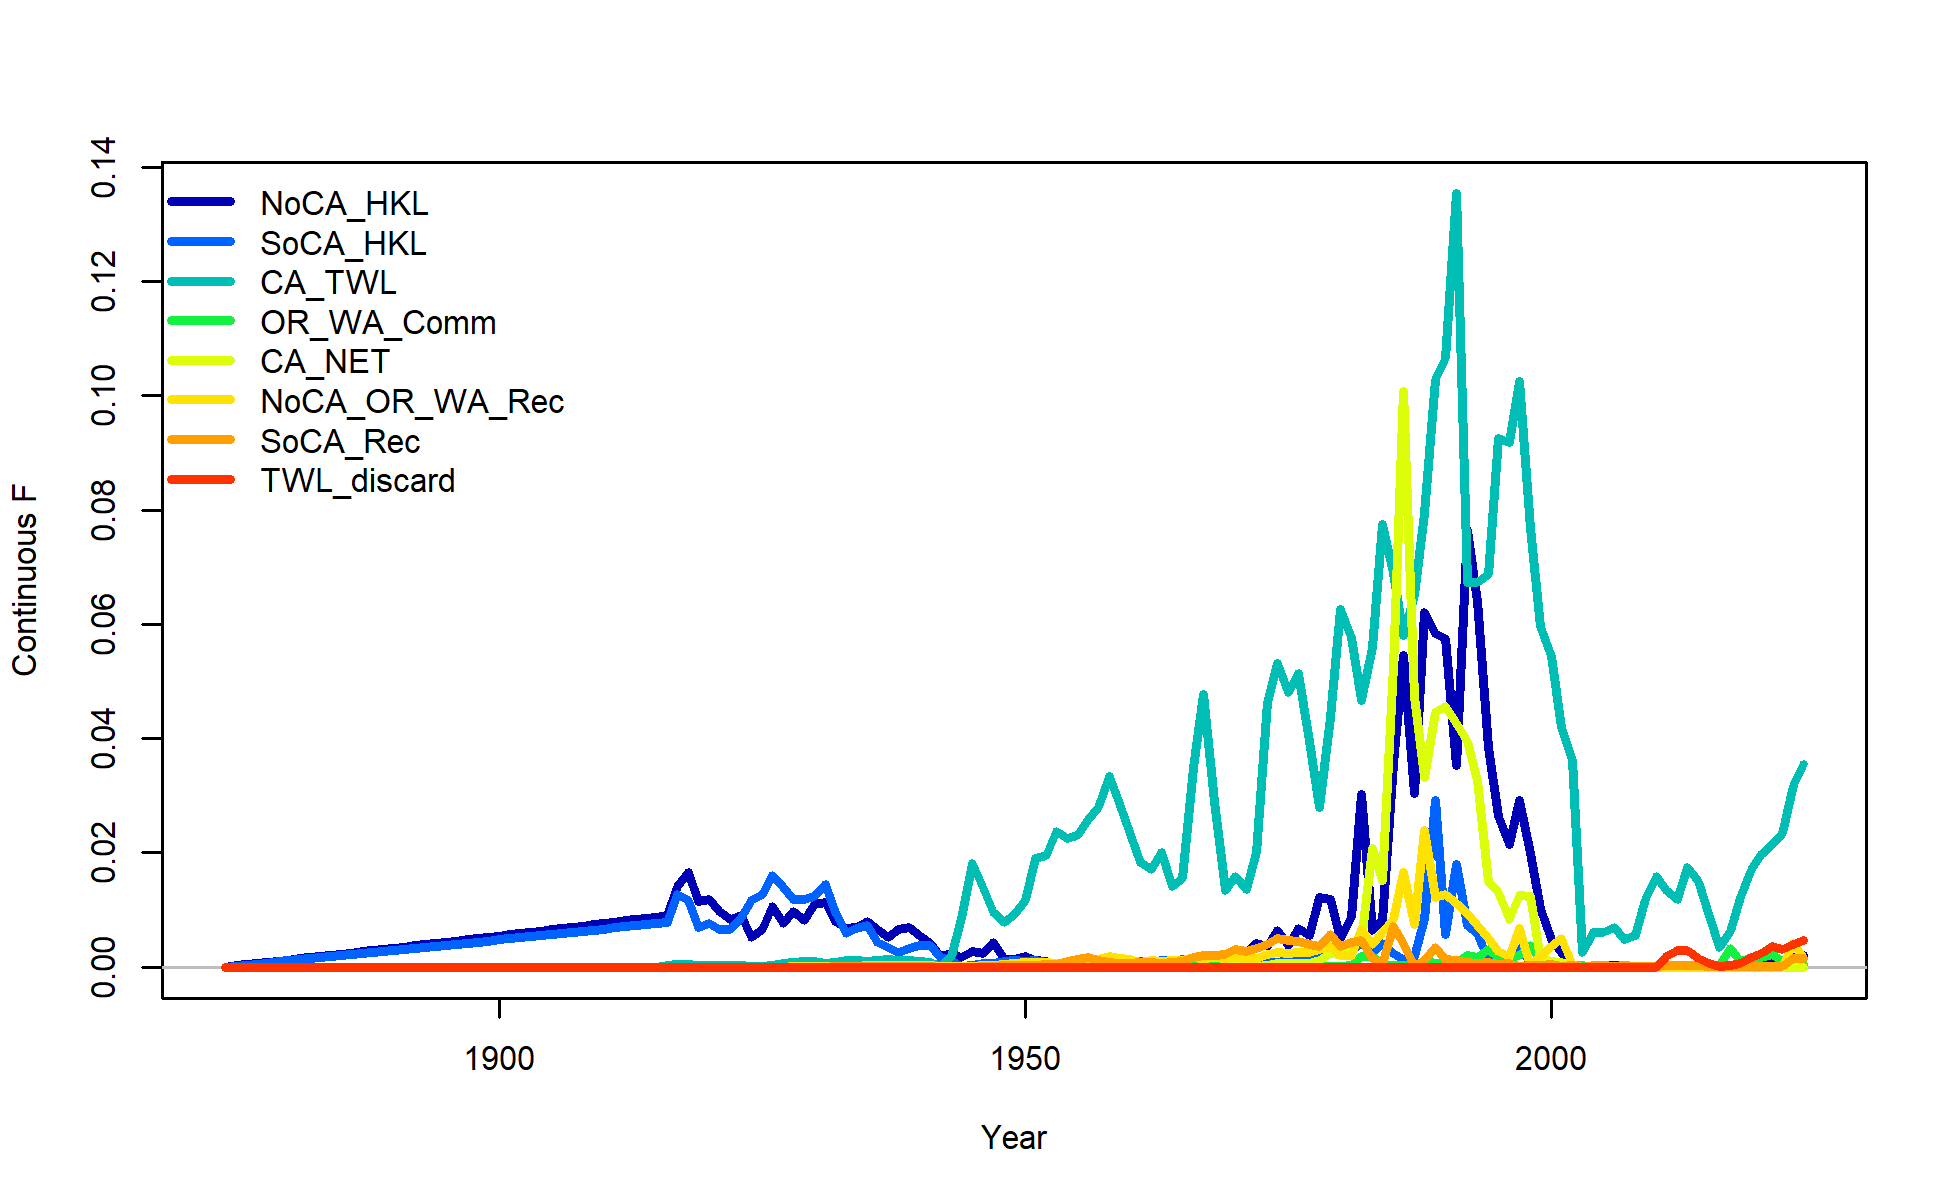 NoCA_HKL
SoCA_HKL
CA_TWL
OR_WA_Comm
CA_NET
NoCA_OR_WA_Rec
SoCA_Rec
TWL_discard
Continuous F
0.14
0.12
0.10
0.08
0.06
0.04
0.02
0.00
1900 1950 2000
Year